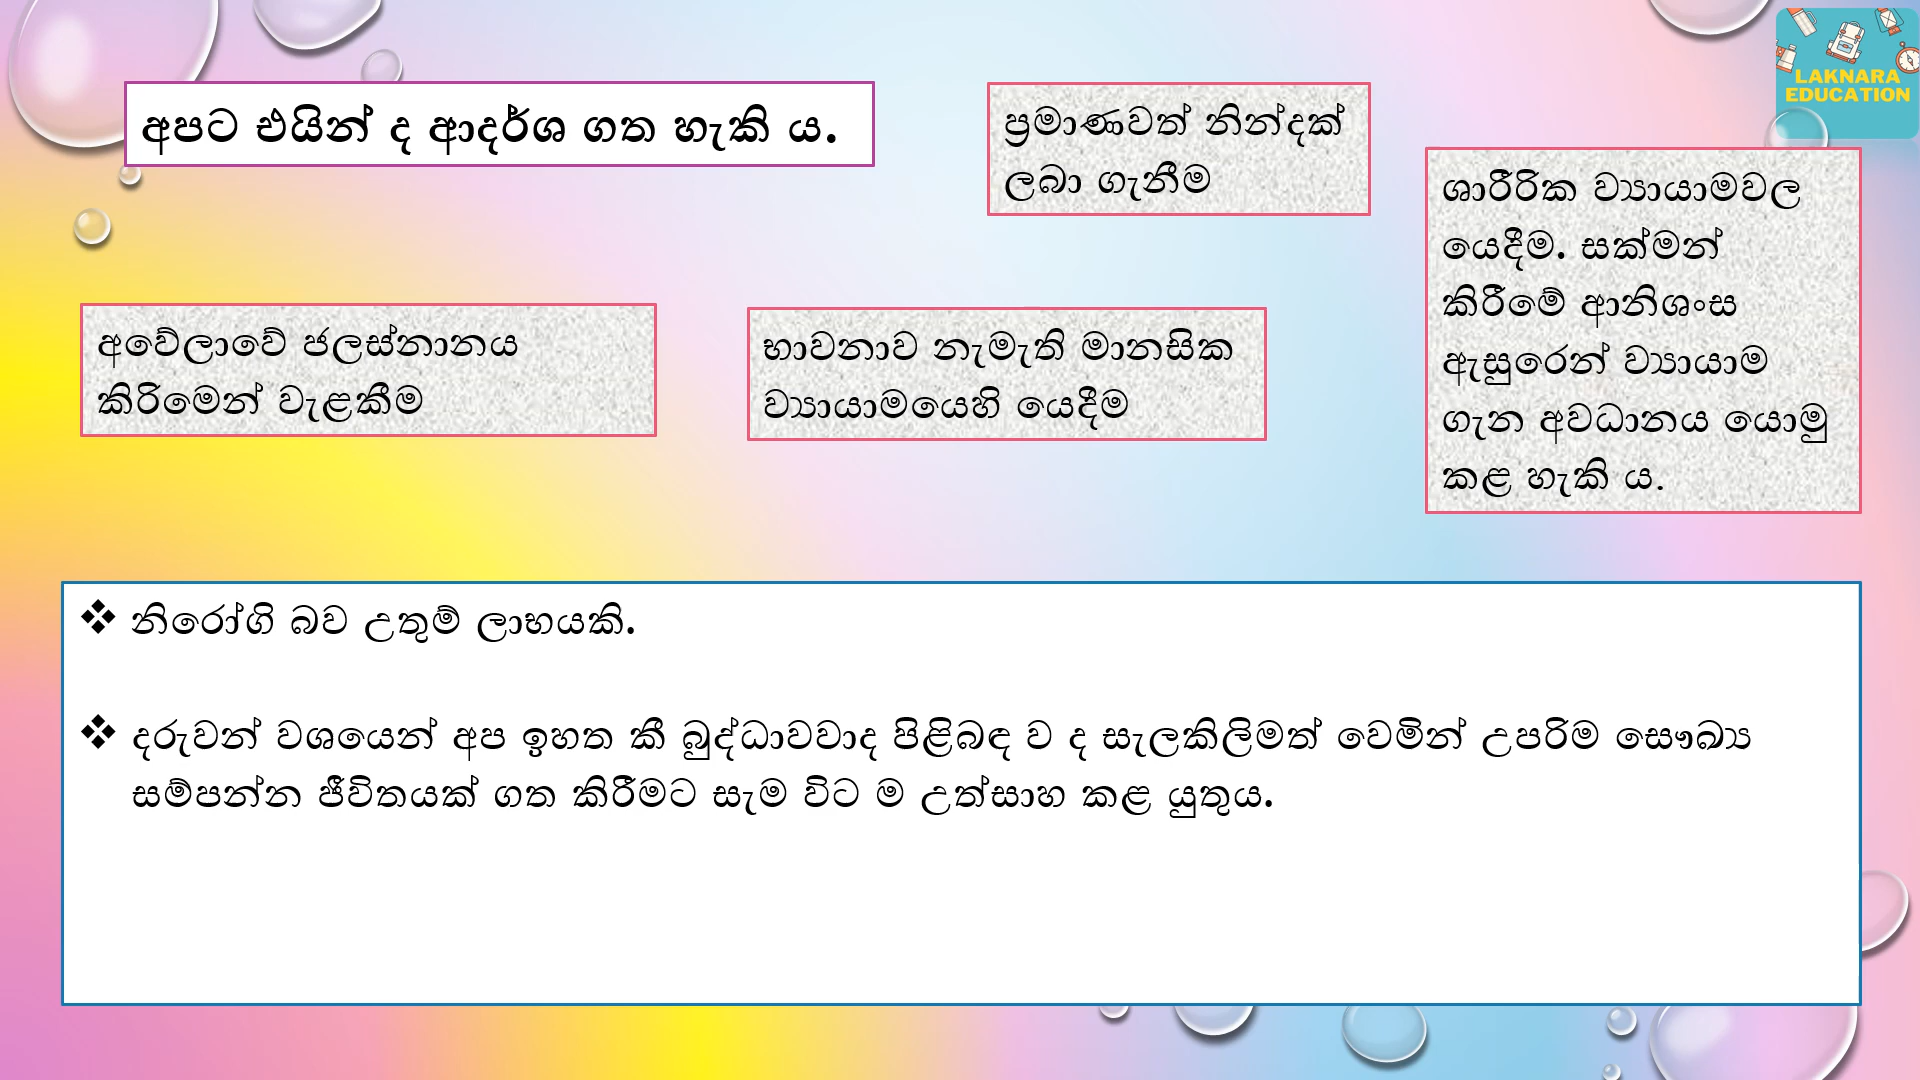 LAKNARA
EDUCATION
අපට එයින් ද ආදර්ශ ගත හැකි ය.
ප්‍රමාණවත් නින්දක්
ලබා ගැනීම
ශාරීරික ව්‍යායාමවල
යෙදීම. සක්මන්
කිරීමේ ආනිශංස
ඇසුරෙන් ව්‍යායාම
ගැන අවධානය යොමු
කළ හැකි ය.
අවේලාවේ ජලස්නානය
කිරිමෙන් වැළකීම
භාවනාව නැමැති මානසික
ව්‍යායාමයෙහි යෙදීම
❖ නිරෝගි බව උතුම් ලාභයකි.
❖ දරුවන් වශයෙන් අප ඉහත කී බුද්ධාවවාද පිළිබඳ ව ද සැලකිලිමත් වෙමින් උපරිම සෞඛ්‍ය
සම්පන්න ජීවිතයක් ගත කිරීමට සැම විට ම උත්සාහ කළ යුතුය.